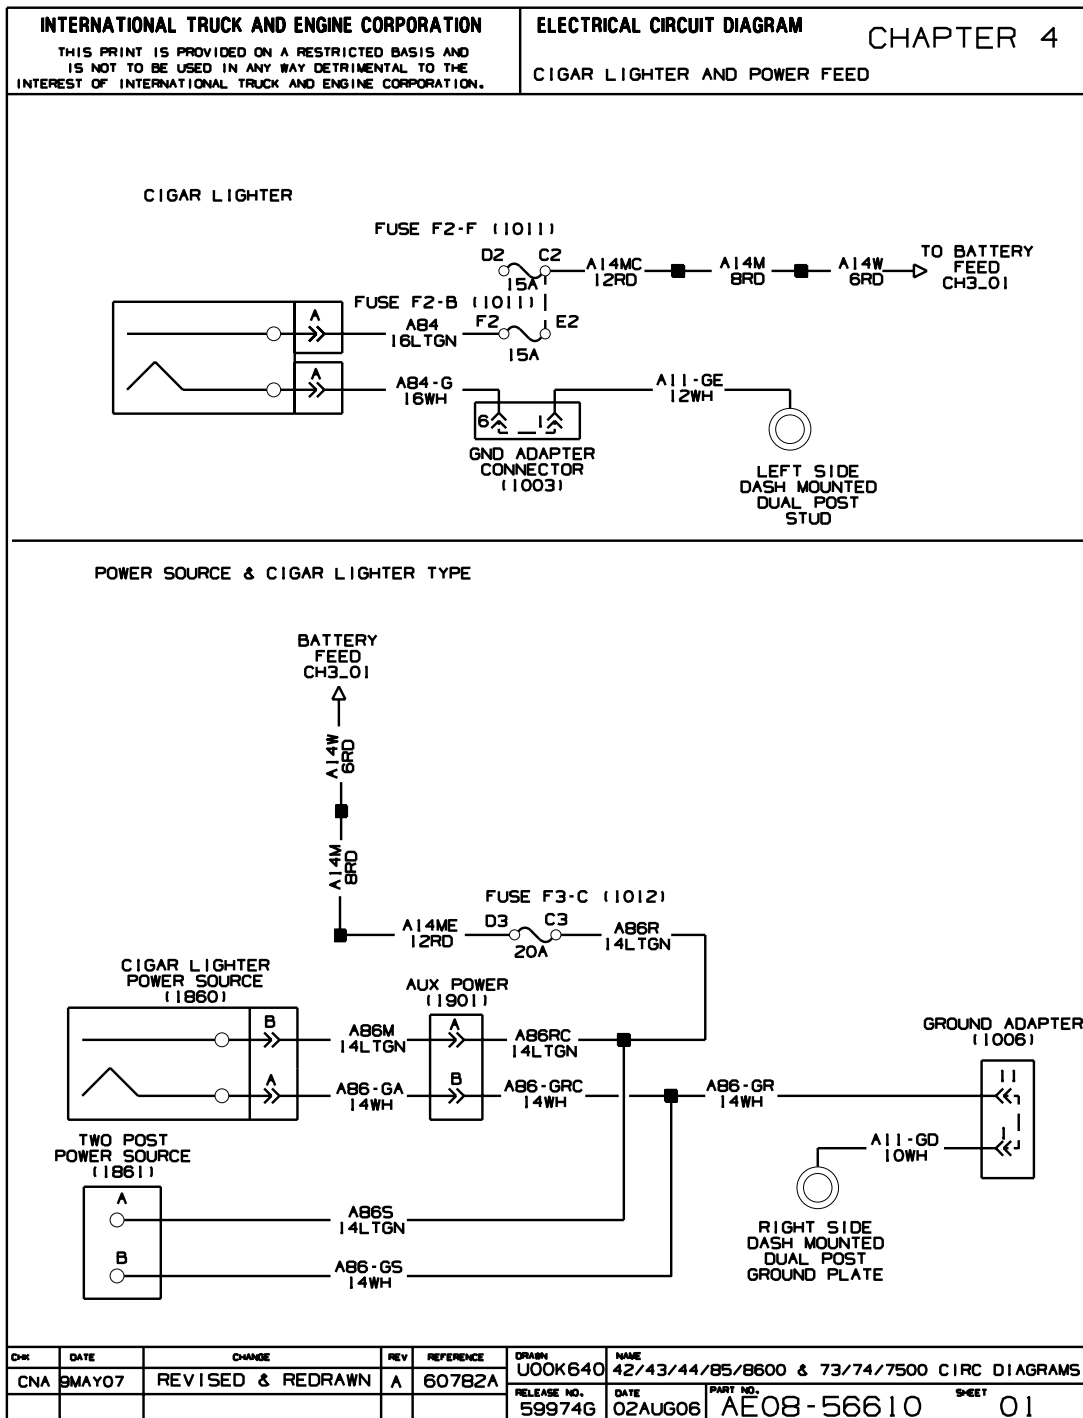 INTERNATIONAL TRUCK AND ENGINE CORPORATION
THIS PRINT IS PROVIDED ON A RESTRICTED BASIS AND
IS NOT TO BE USED IN ANY WAY DETRIMENTAL TO THE
INTEREST OF INTERNATIONAL TRUCK AND ENGINE CORPORATION.
ELECTRICAL CIRCUIT DIAGRAM
CHAPTER 4
CIGAR LIGHTER AND POWER FEED
CIGAR LIGHTER
FUSE F2-F (1011)
D2
C2
15A
A14MC
12RD
A14M
8RD
A14W
6RD
TO BATTERY
FEED
CH3_01
FUSE F2-B (1011)
A
A84
16LTGN
F2
E2
15A
A
A84-G
16WH
6
1
GND ADAPTER
CONNECTOR
(1003)
A11-GE
12WH
LEFT SIDE
DASH MOUNTED
DUAL POST
STUD
POWER SOURCE & CIGAR LIGHTER TYPE
BATTERY
FEED
CH3_01
A14W
6RD
A14M
8RD
A14ME
12RD
FUSE F3-C (1012)
D3
C3
20A
A86R
14LTGN
CIGAR LIGHTER
POWER SOURCE
(1860)
B
A86M
14LTGN
AUX POWER
(1901)
A
A86RC
14LTGN
A
A86-GA
14WH
B
A86-GRC
14WH
A86-GR
14WH
GROUND ADAPTER
(1006)
11
1
A11-GD
10WH
RIGHT SIDE
DASH MOUNTED
DUAL POST
GROUND PLATE
TWO POST
POWER SOURCE
(1861)
A
A86S
14LTGN
B
A86-GS
14WH
CHK
DATE
CHANGE
REV
REFERENCE
CNA
9MAY07
REVISED & REDRAWN
A
60782A
DRAWN
U00K640
NAME
42/43/44/85/8600 & 73/74/7500 CIRC DIAGRAMS
RELEASE NO.
59974G
DATE
02AUG06
PART NO.
AE08-56610
SHEET
01